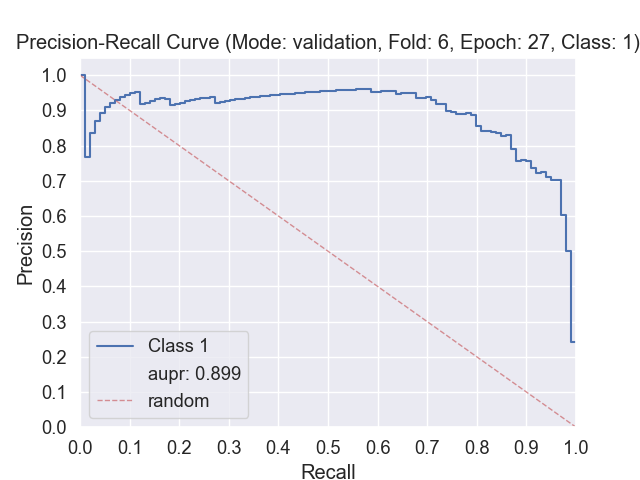 Precision-Recall Curve (Mode: validation, Fold: 6, Epoch: 27, Class: 1)
1.0
0.9
0.8
0.7
0.6
0.5
0.4
0.3
0.2
0.1
0.0
Precision
Class 1
aupr: 0.899
random
0.0 0.1 0.2 0.3 0.4 0.5 0.6 0.7 0.8 0.9 1.0
Recall